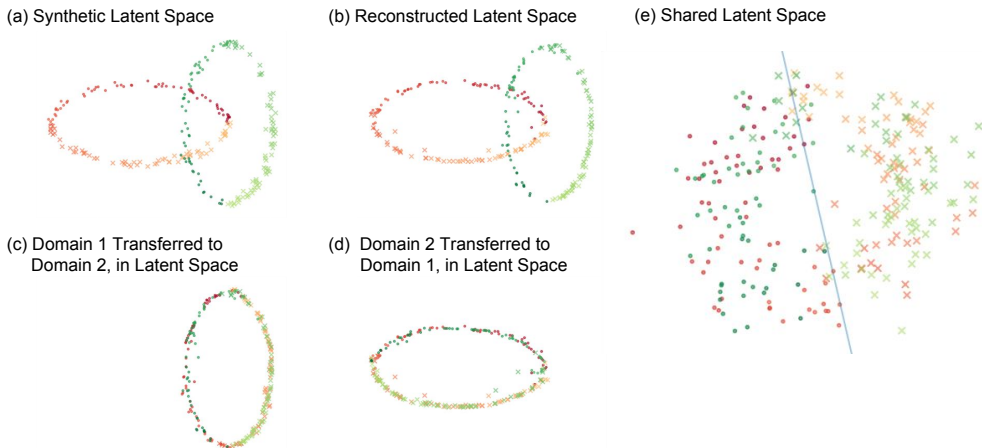 (a) Synthetic Latent Space
(b) Reconstructed Latent Space
(e) Shared Latent Space
(c) Domain 1 Transferred to
Domain 2, in Latent Space
(d) Domain 2 Transferred to
Domain 1, in Latent Space